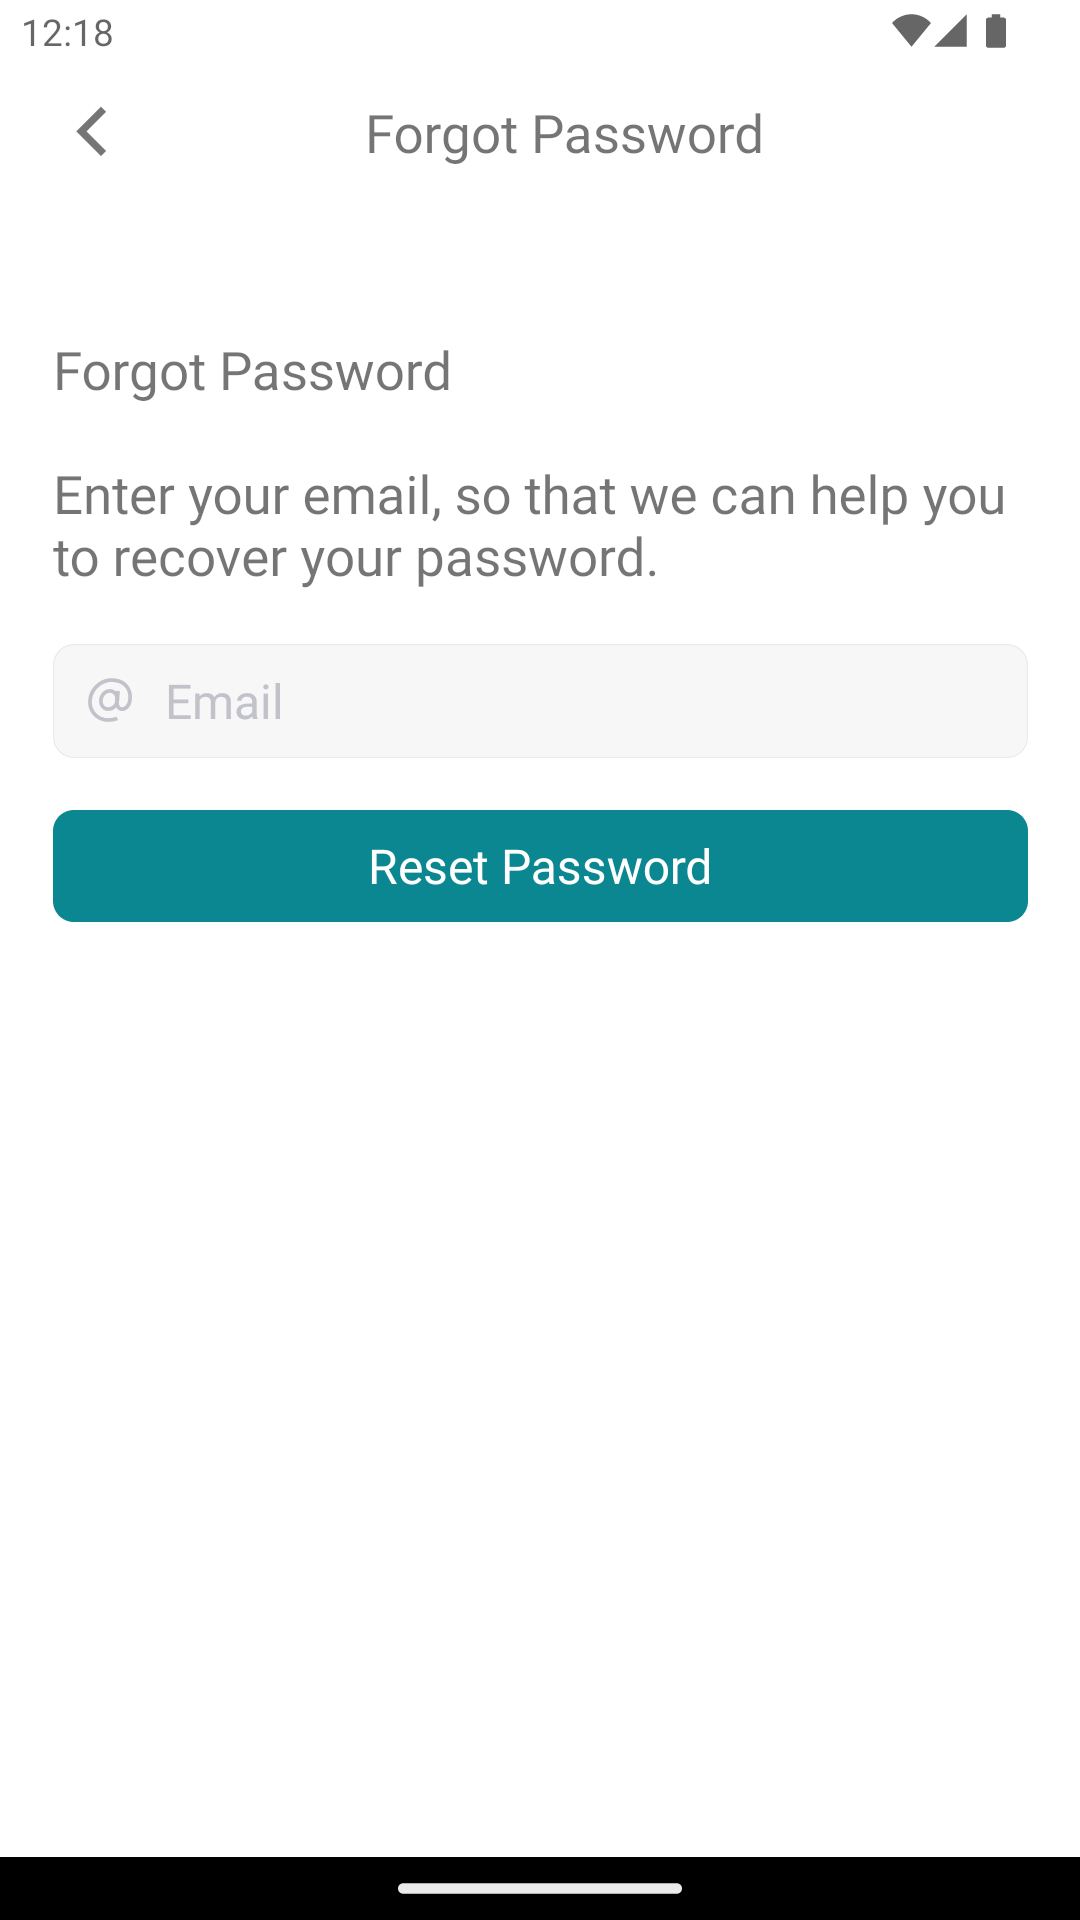 12:18
Forgot Password
Forgot Password
Enter your email, so that we can help you
to recover your password.
@ Email
Reset Password